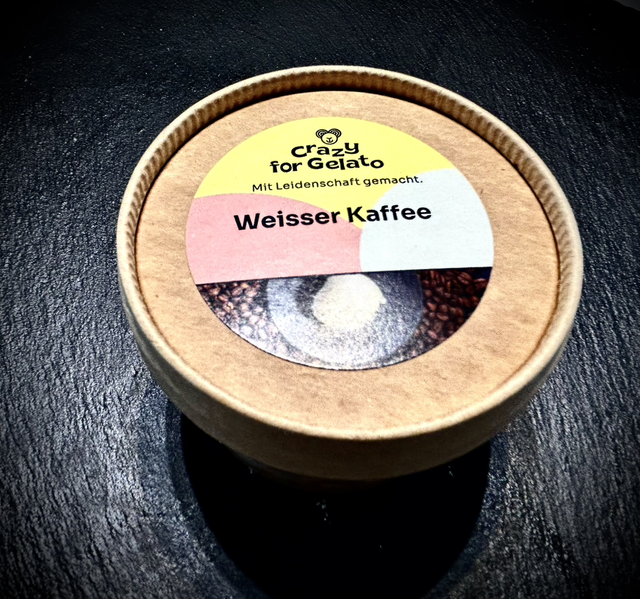 Crazy
for Gelato
Mit Leidenschaft gemacht.
Weisser Kaffee